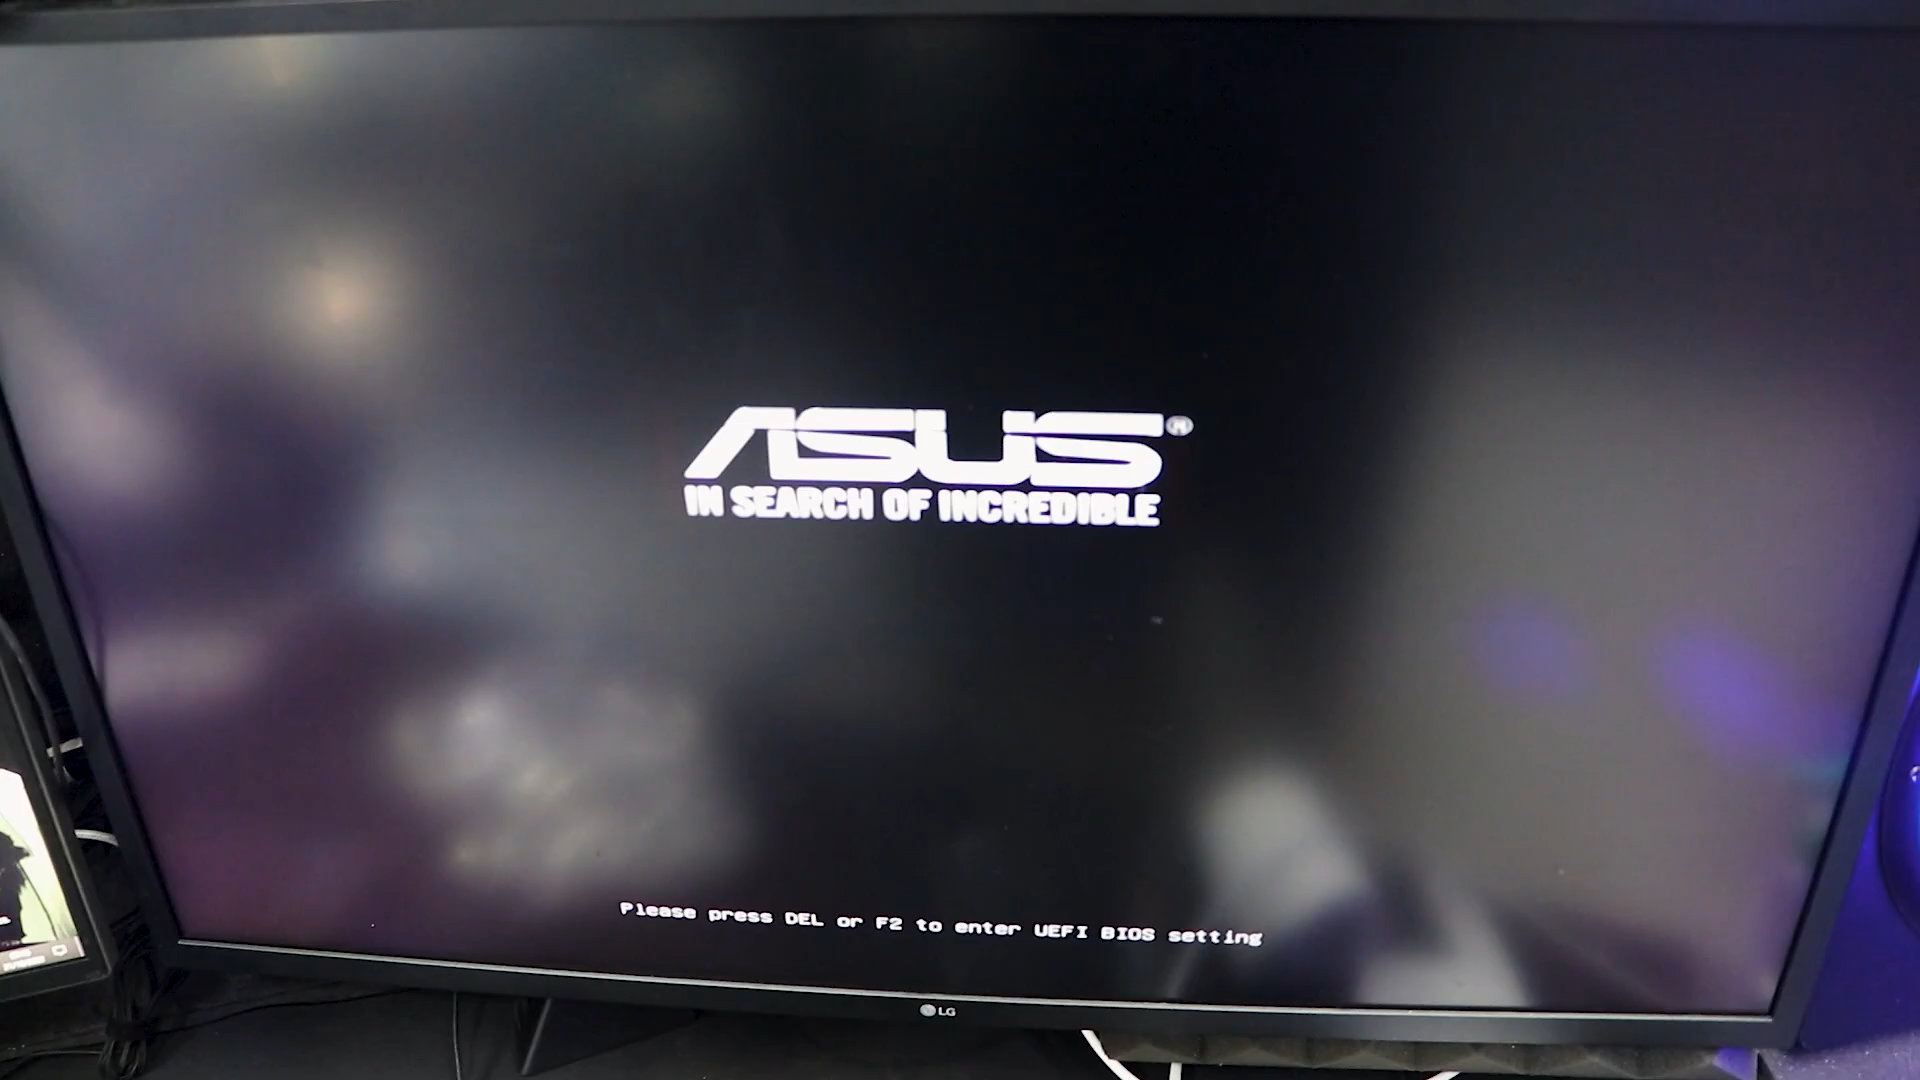 ASUS®
IN SEARCH OF INCREDIBLE
Please press DEL or F2 to enter UEFI BIOS setting
LG